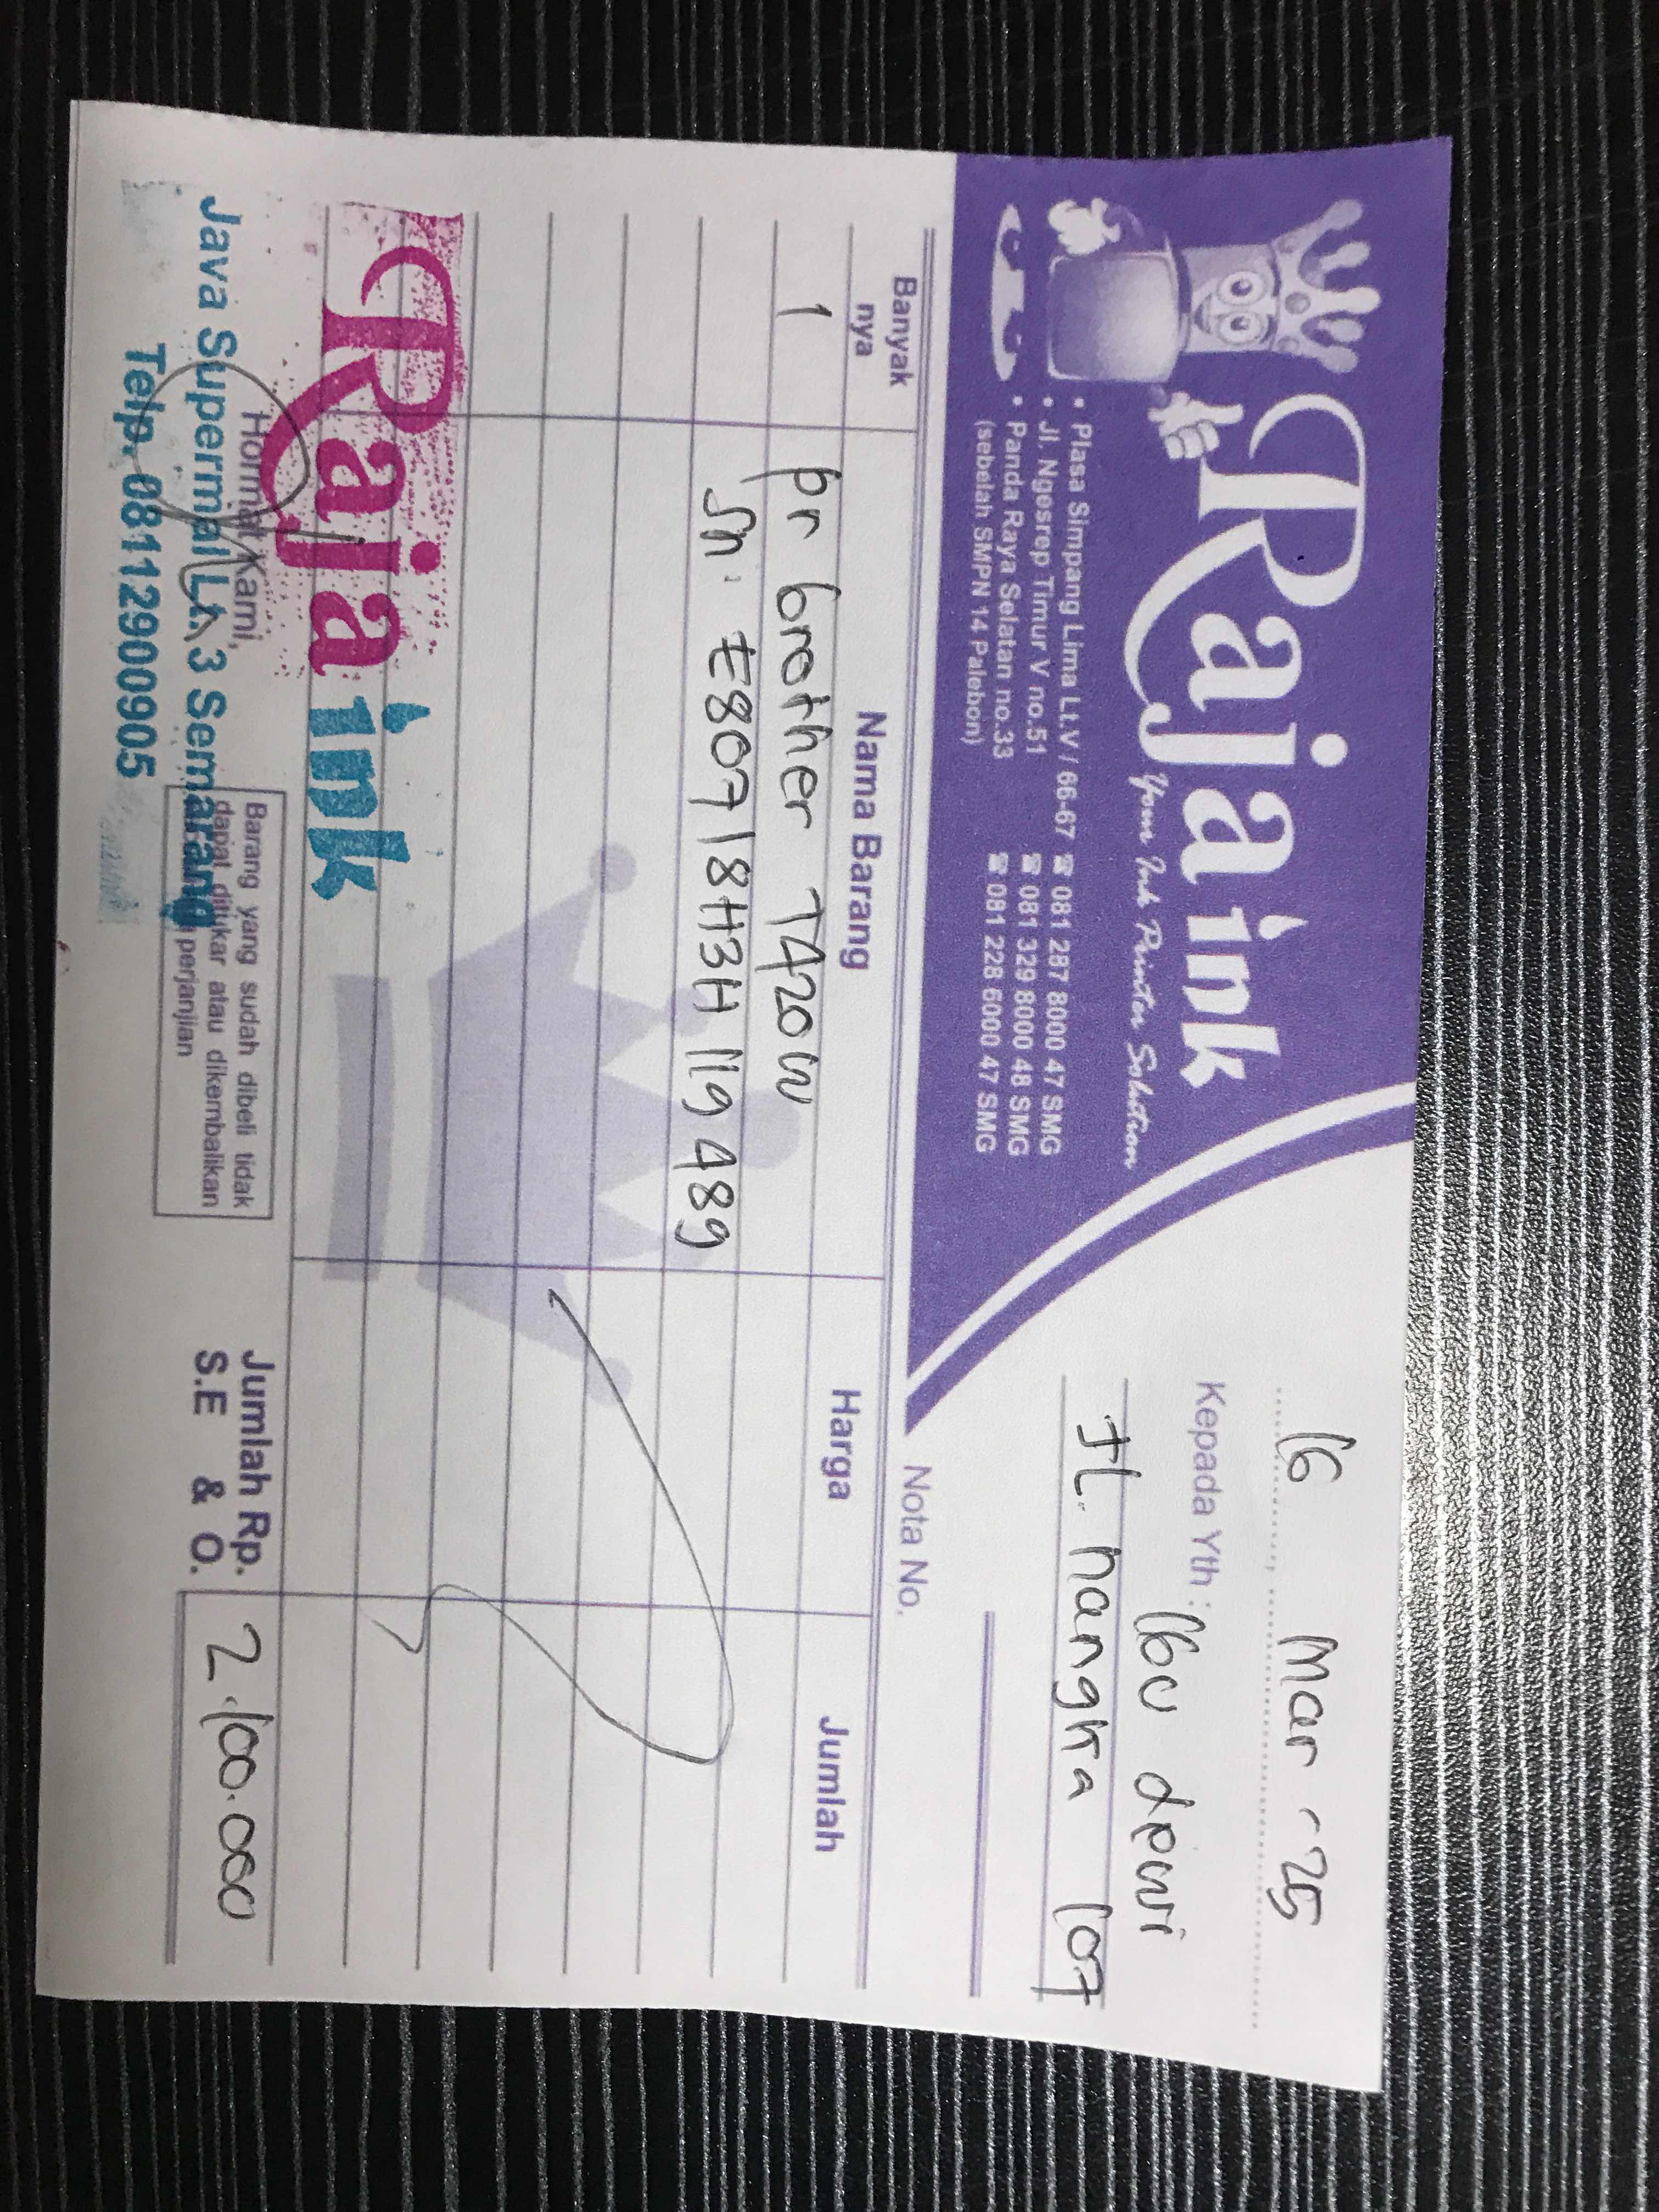 Raja ink
Your Ink Printer Solution
• Plasa Simpang Lima Lt.V / 66-67 ☎ 081 287 8000 47 SMG
• Jl. Ngesrep Timur V no.51 ☎ 081 329 8000 48 SMG
• Panda Raya Selatan no.33 ☎ 081 228 6000 47 SMG
(sebelah SMPN 14 Palebon)
16 Mar - 25
Kepada Yth : Ibu dewi
JL. nangka 107
Nota No.
Banyak nya Nama Barang Harga Jumlah
1 pr brother T420W
Sn: E80718H3H119489
Raja ink
Hormat Kami,
Java Supermall LA 3 Semarang
Telp. 08112900905
Barang yang sudah dibeli tidak
dapat ditukar atau dikembalikan
perjanjian
Jumlah Rp. 2.100.000
S.E & O.